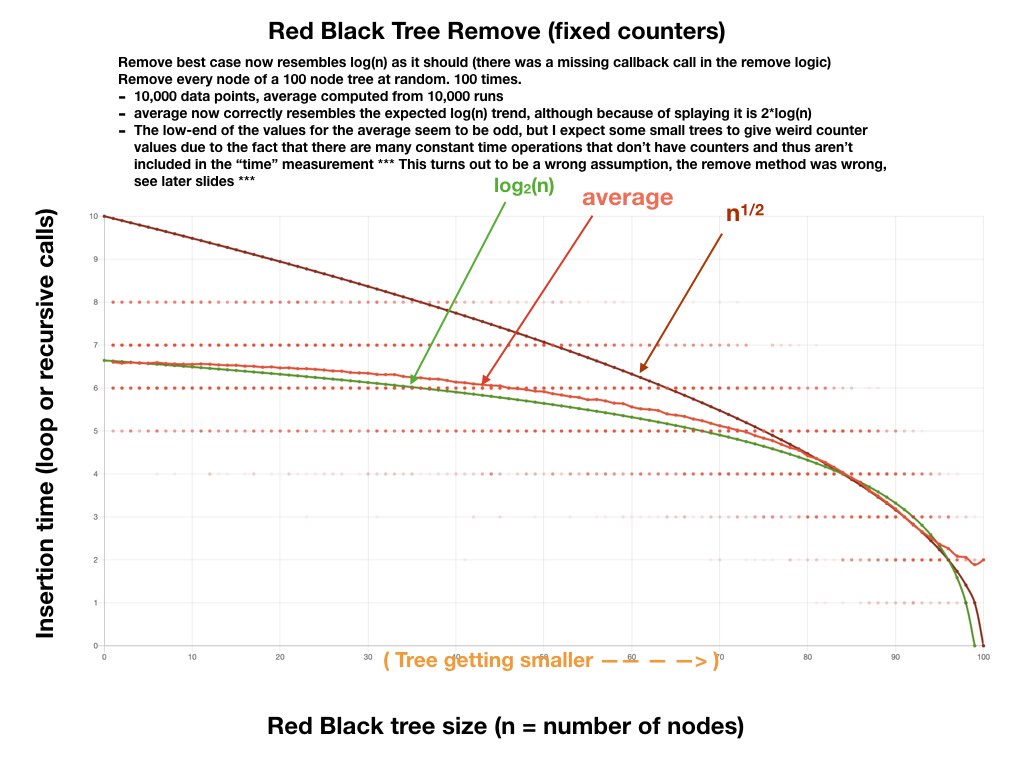 Red Black Tree Remove (fixed counters)
Remove best case now resembles log(n) as it should (there was a missing callback call in the remove logic)
Remove every node of a 100 node tree at random. 100 times.
- 10,000 data points, average computed from 10,000 runs
- average now correctly resembles the expected log(n) trend, although because of splaying it is 2*log(n)
- The low-end of the values for the average seem to be odd, but I expect some small trees to give weird counter
values due to the fact that there are many constant time operations that don't have counters and thus aren't
included in the “time” measurement *** This turns out to be a wrong assumption, the remove method was wrong,
see later slides ***
log₂(n)
average
n^1/2
Insertion time (loop or recursive calls)
10
9
8
7
6
5
4
3
2
1
0
0 10 20 30 40 50 60 70 80 90 100
( Tree getting smaller — — — —> )
Red Black tree size (n = number of nodes)